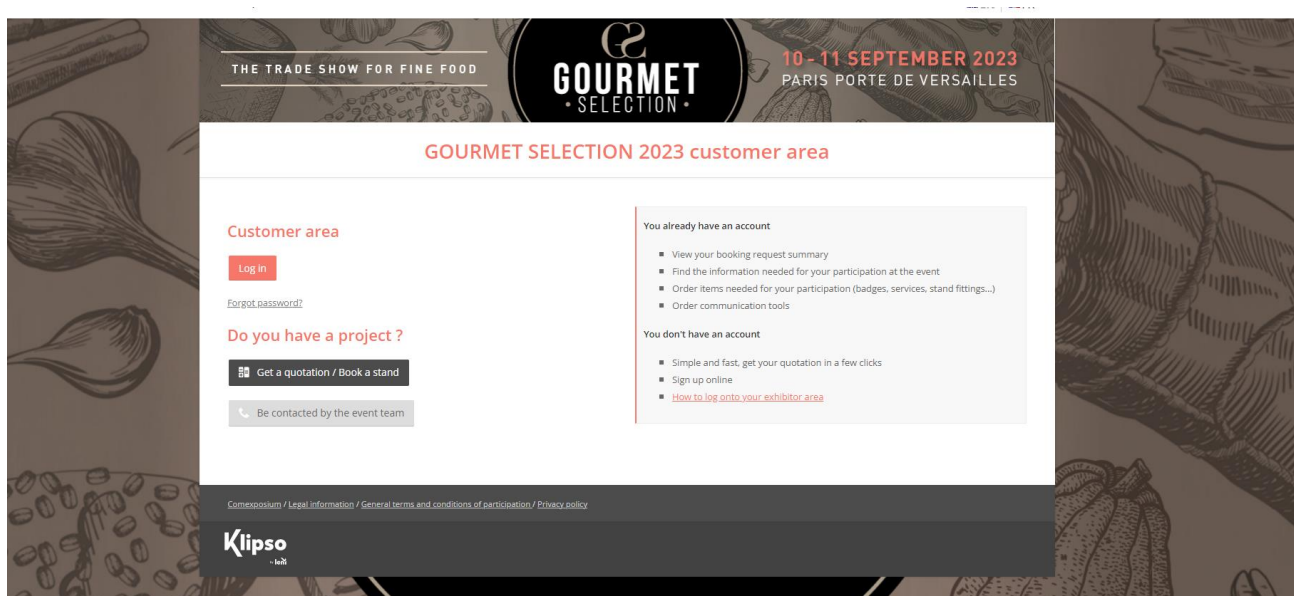 THE TRADE SHOW FOR FINE FOOD
GS
GOURMET
• SELECTION •
10 - 11 SEPTEMBER 2023
PARIS PORTE DE VERSAILLES
GOURMET SELECTION 2023 customer area
Customer area
Log in
Forgot password?
Do you have a project ?
Get a quotation / Book a stand
Be contacted by the event team
You already have an account
View your booking request summary
Find the information needed for your participation at the event
Order items needed for your participation (badges, services, stand fittings...)
Order communication tools
You don't have an account
Simple and fast, get your quotation in a few clicks
Sign up online
How to log onto your exhibitor area
Comexposium / Legal information / General terms and conditions of participation / Privacy policy
Klipso
by leni